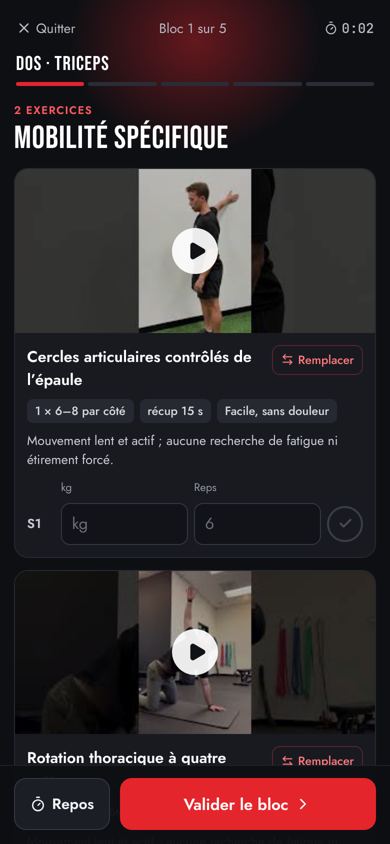 Quitter
Bloc 1 sur 5
0:02
DOS · TRICEPS
2 EXERCICES
MOBILITÉ SPÉCIFIQUE
Cercles articulaires contrôlés de
l'épaule
Remplacer
1 × 6–8 par côté
récup 15 s
Facile, sans douleur
Mouvement lent et actif ; aucune recherche de fatigue ni
étirement forcé.
kg
Reps
S1
kg
6
Rotation thoracique à quatre
Remplacer
Repos
Valider le bloc